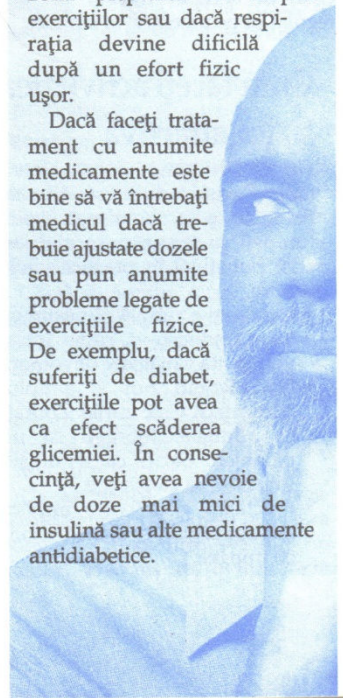 exercițiilor sau dacă respi-
rația devine dificilă
după un efort fizic
ușor.
Dacă faceți trata-
ment cu anumite
medicamente este
bine să vă întrebați
medicul dacă tre-
buie ajustate dozele
sau pun anumite
probleme legate de
exercițiile fizice.
De exemplu, dacă
suferiți de diabet,
exercițiile pot avea
ca efect scăderea
glicemiei. În conse-
cință, veți avea nevoie
de doze mai mici de
insulină sau alte medicamente
antidiabetice.